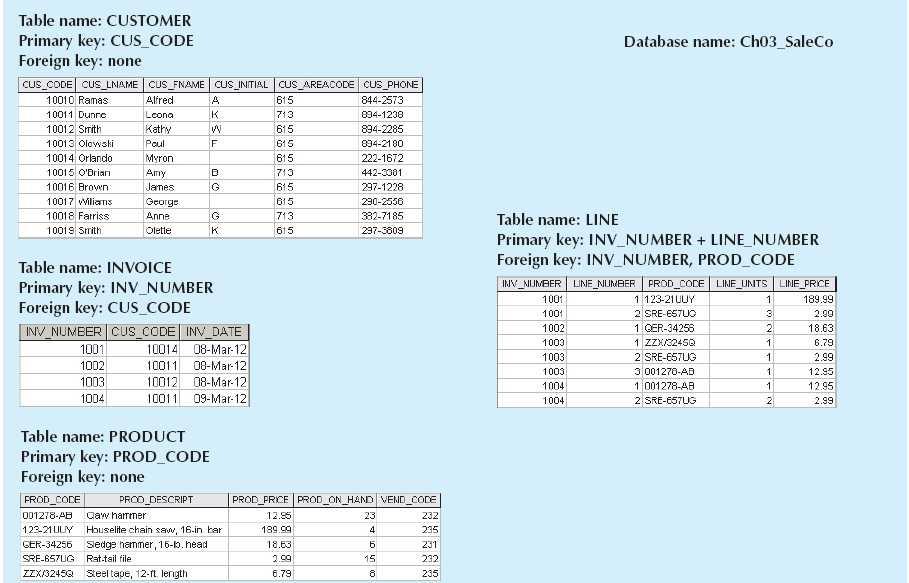 Table name: CUSTOMER
Primary key: CUS_CODE
Foreign key: none
Database name: Ch03_SaleCo
CUS_CODE CUS_LNAME CUS_FNAME CUS_INITIAL CUS_AREACODE CUS_PHONE
10010 Ramas Alfred A 615 844-2573
10011 Dunne Leona K 713 894-1238
10012 Smith Kathy W 615 894-2285
10013 Olowski Paul F 615 894-2180
10014 Orlando Myron 615 222-1672
10015 O'Brian Amy B 713 442-3381
10016 Brown James G 615 297-1228
10017 Williams George 615 290-2556
10018 Farriss Anne G 713 382-7185
10019 Smith Olette K 615 297-3809
Table name: INVOICE
Primary key: INV_NUMBER
Foreign key: CUS_CODE
INV_NUMBER CUS_CODE INV_DATE
1001 10014 08-Mar-12
1002 10011 08-Mar-12
1003 10012 08-Mar-12
1004 10011 09-Mar-12
Table name: LINE
Primary key: INV_NUMBER + LINE_NUMBER
Foreign key: INV_NUMBER, PROD_CODE
INV_NUMBER LINE_NUMBER PROD_CODE LINE_UNITS LINE_PRICE
1001 1 123-21UUY 1 189.99
1001 2 SRE-657UG 3 2.99
1002 1 QER-34256 2 18.63
1003 1 ZZX/3245Q 1 6.79
1003 2 SRE-657UG 1 2.99
1003 3 001278-AB 1 12.95
1004 1 001278-AB 1 12.95
1004 2 SRE-657UG 2 2.99
Table name: PRODUCT
Primary key: PROD_CODE
Foreign key: none
PROD_CODE PROD_DESCRIPT PROD_PRICE PROD_ON_HAND VEND_CODE
001278-AB Claw hammer 12.95 23 232
123-21UUY Houselite chain saw, 16-in. bar 189.99 4 235
QER-34256 Sledge hammer, 16-lb. head 18.63 6 231
SRE-657UG Rat-tail file 2.99 15 232
ZZX/3245Q Steel tape, 12-ft. length 6.79 8 235